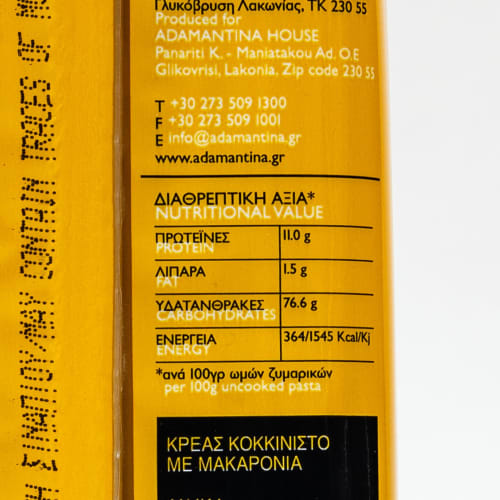 Γλυκόβρυση Λακωνίας, ΤΚ 230 55
Produced for
ADAMANTINA HOUSE
Panariti K. - Maniatakou Ad. O.E
Glikovrisi, Lakonia, Zip code 230 55
T +30 273 509 1300
F +30 273 509 1001
E info@adamantina.gr
www.adamantina.gr
ΔΙΑΘΡΕΠΤΙΚΗ ΑΞΙΑ*
NUTRITIONAL VALUE
ΠΡΩΤΕΪΝΕΣ 11.0 g
PROTEIN
ΛΙΠΑΡΑ 1.5 g
FAT
ΥΔΑΤΑΝΘΡΑΚΕΣ 76.6 g
CARBOHYDRATES
ΕΝΕΡΓΕΙΑ 364/1545 Kcal/Kj
ENERGY
*ανά 100γρ ωμών ζυμαρικών
per 100g uncooked pasta
ΚΡΕΑΣ ΚΟΚΚΙΝΙΣΤΟ
ΜΕ ΜΑΚΑΡΟΝΙΑ
ΣΙΝΑΠΙΟΥ/MAY CONTAIN TRACES OF